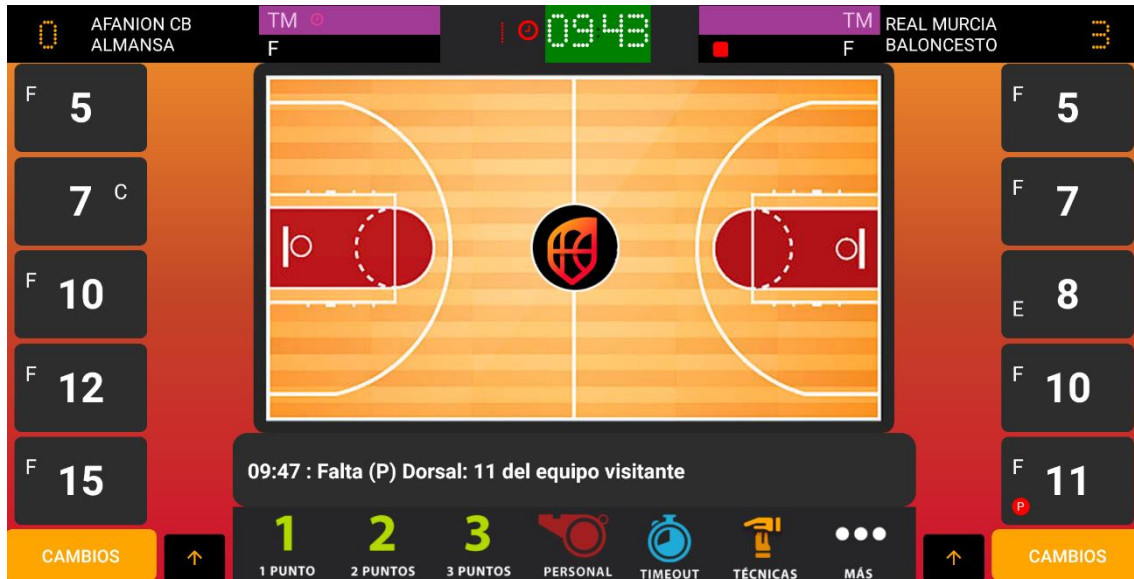 0
AFANION CB
ALMANSA
TM
F
1
09:43
TM
F
REAL MURCIA
BALONCESTO
3
F 5
7 C
F 10
F 12
F 15
F 5
F 7
E 8
F 10
F 11
P
09:47 : Falta (P) Dorsal: 11 del equipo visitante
CAMBIOS
1
1 PUNTO
2
2 PUNTOS
3
3 PUNTOS
PERSONAL
TIMEOUT
TÉCNICAS
MÁS
CAMBIOS